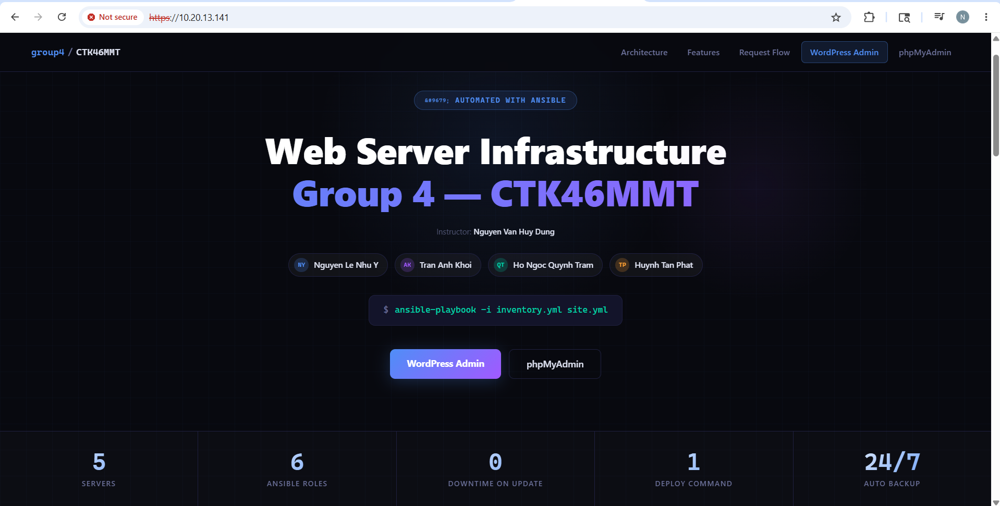 Not secure https://10.20.13.141 N
group4 / CTK46MMT Architecture Features Request Flow WordPress Admin phpMyAdmin
&#9679; AUTOMATED WITH ANSIBLE
Web Server Infrastructure
Group 4 — CTK46MMT
Instructor: Nguyen Van Huy Dung
NY Nguyen Le Nhu Y AK Tran Anh Khoi QT Ho Ngoc Quynh Tram TP Huynh Tan Phat
$ ansible-playbook -i inventory.yml site.yml
WordPress Admin phpMyAdmin
5 6 0 1 24/7
SERVERS ANSIBLE ROLES DOWNTIME ON UPDATE DEPLOY COMMAND AUTO BACKUP